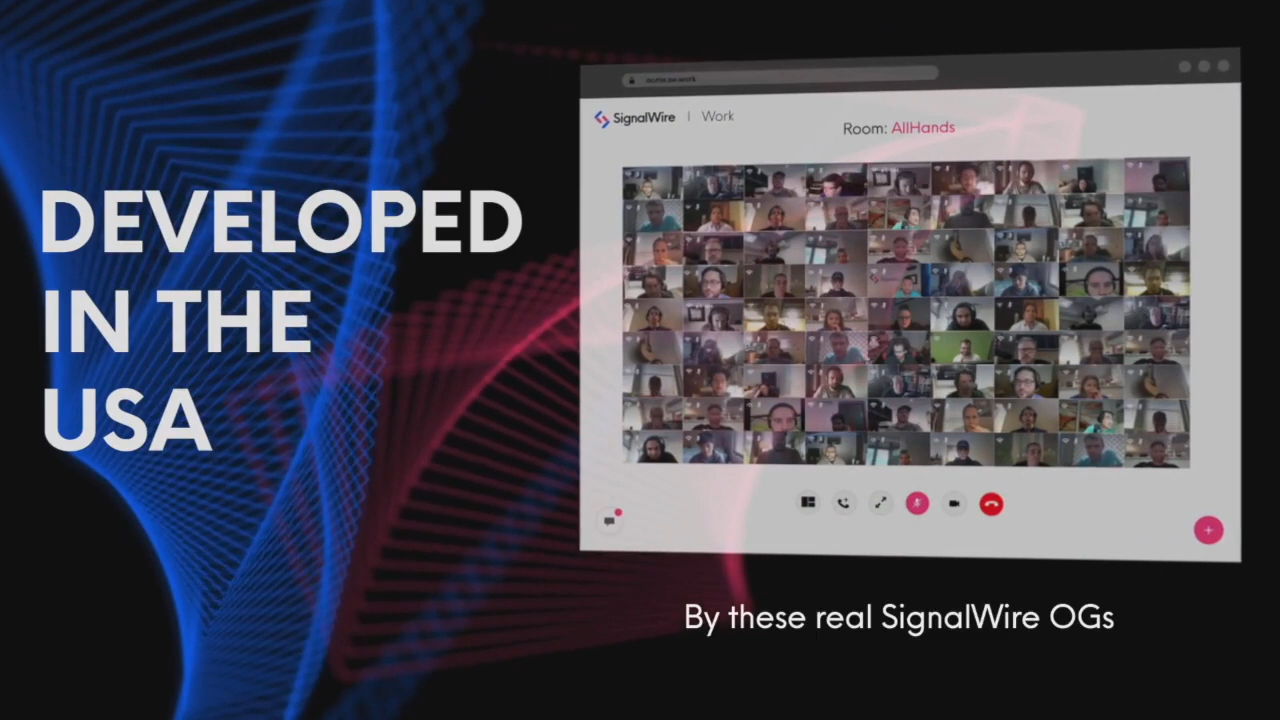 DEVELOPED
IN THE
USA
SignalWire | Work
Room: AllHands
By these real SignalWire OGs